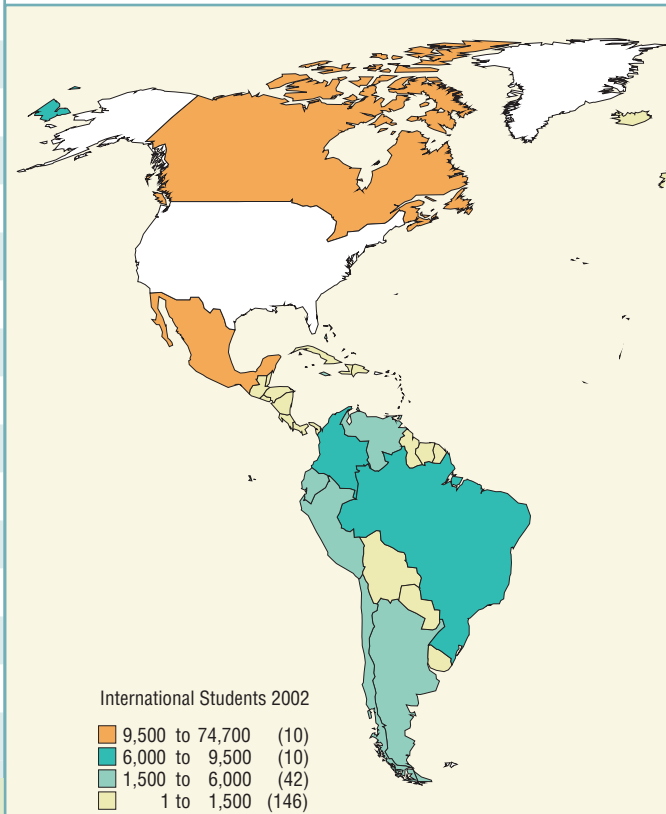 International Students 2002
9,500 to 74,700 (10)
6,000 to 9,500 (10)
1,500 to 6,000 (42)
1 to 1,500 (146)